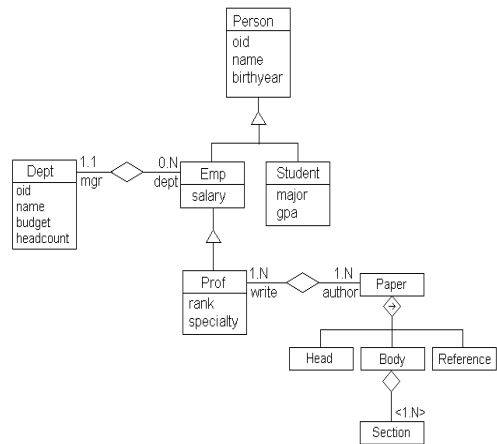 Person
oid
name
birthyear
Dept
oid
name
budget
headcount
1.1
mgr
0.N
dept
Emp
salary
Student
major
gpa
Prof
rank
specialty
1.N
write
1.N
author
Paper
Head
Body
Reference
<1.N>
Section